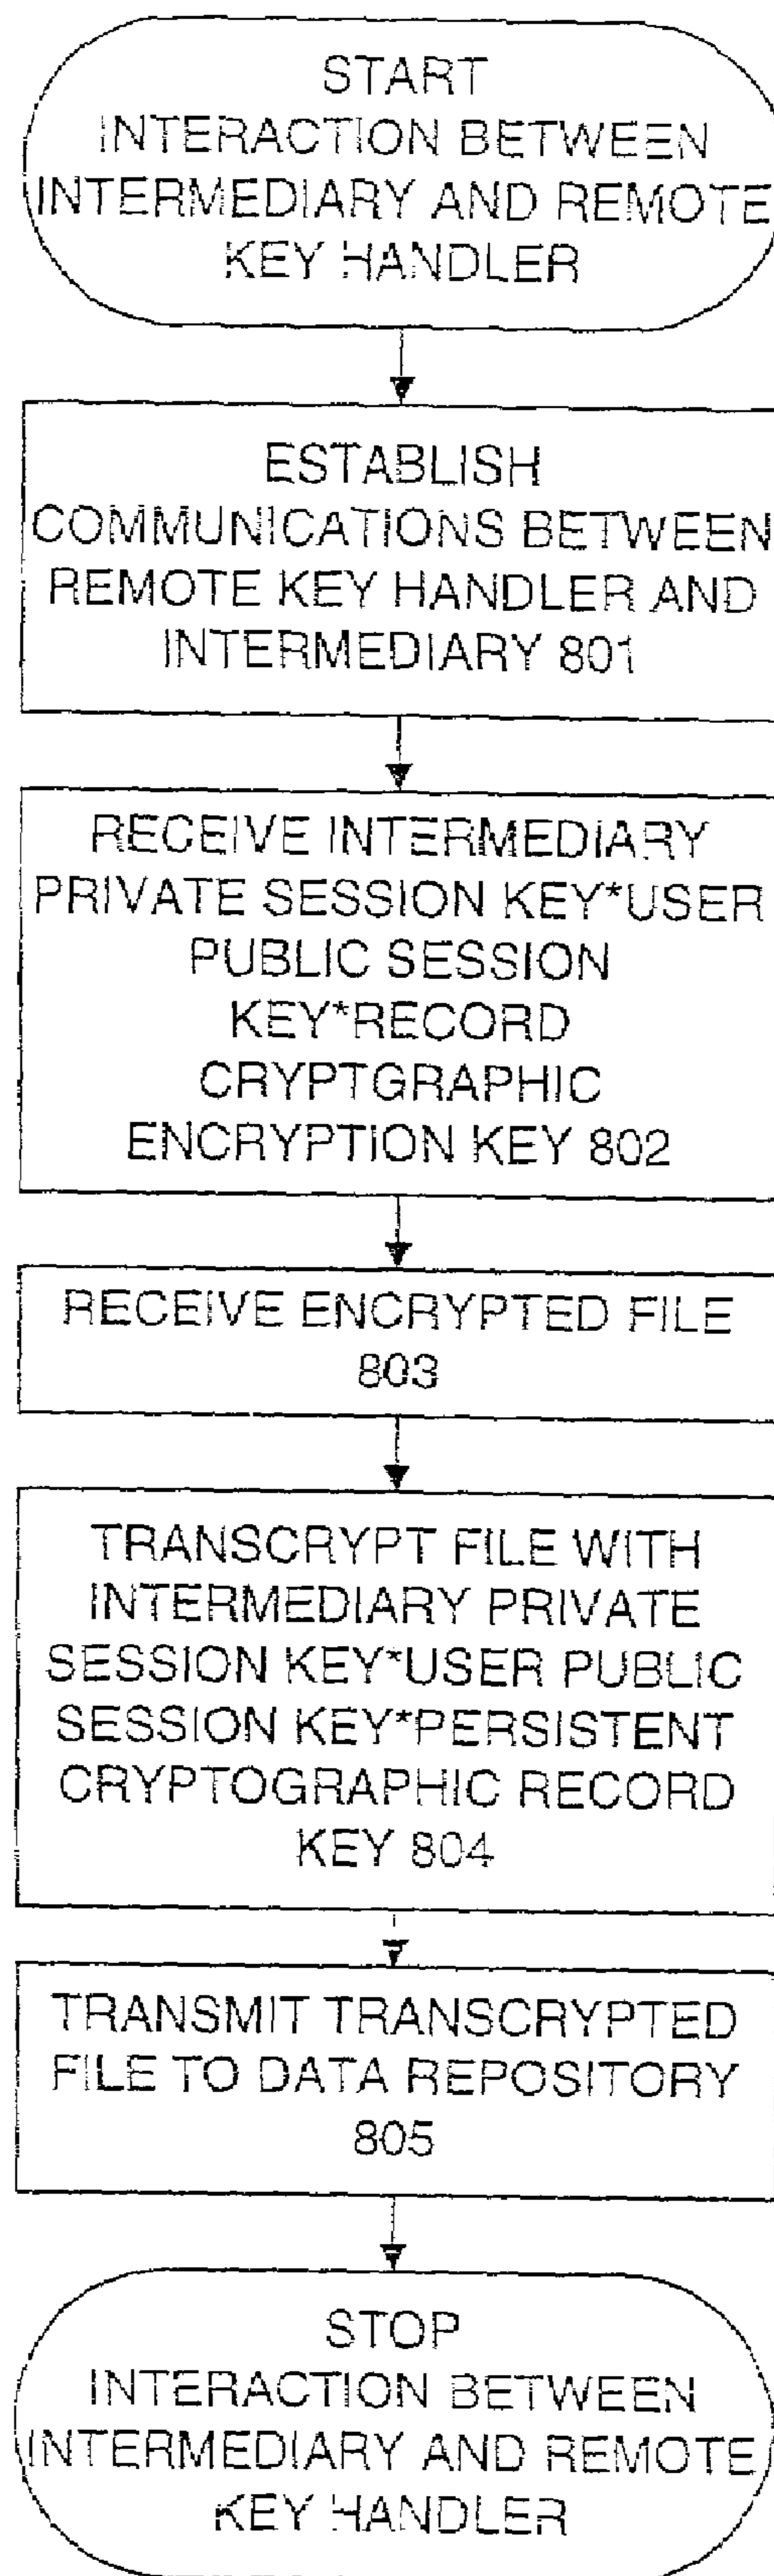 START
INTERACTION BETWEEN
INTERMEDIARY AND REMOTE
KEY HANDLER
ESTABLISH
COMMUNICATIONS BETWEEN
REMOTE KEY HANDLER AND
INTERMEDIARY 801
RECEIVE INTERMEDIARY
PRIVATE SESSION KEY*USER
PUBLIC SESSION
KEY*RECORD
CRYPTGRAPHIC
ENCRYPTION KEY 802
RECEIVE ENCRYPTED FILE
803
TRANSCRYPT FILE WITH
INTERMEDIARY PRIVATE
SESSION KEY*USER PUBLIC
SESSION KEY*PERSISTENT
CRYPTOGRAPHIC RECORD
KEY 804
TRANSMIT TRANSCRYPTED
FILE TO DATA REPOSITORY
805
STOP
INTERACTION BETWEEN
INTERMEDIARY AND REMOTE
KEY HANDLER